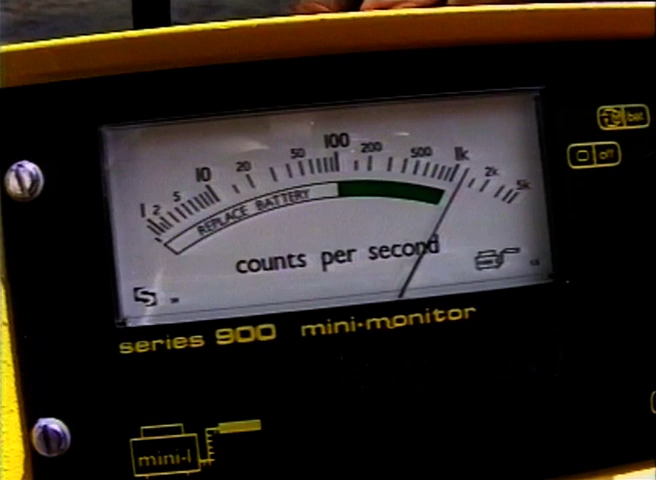 1 2 5 10 20 50 100 200 500 1k 2k 5k
REPLACE BATTERY
counts per second
bat
off
series 900 mini-monitor
mini-1